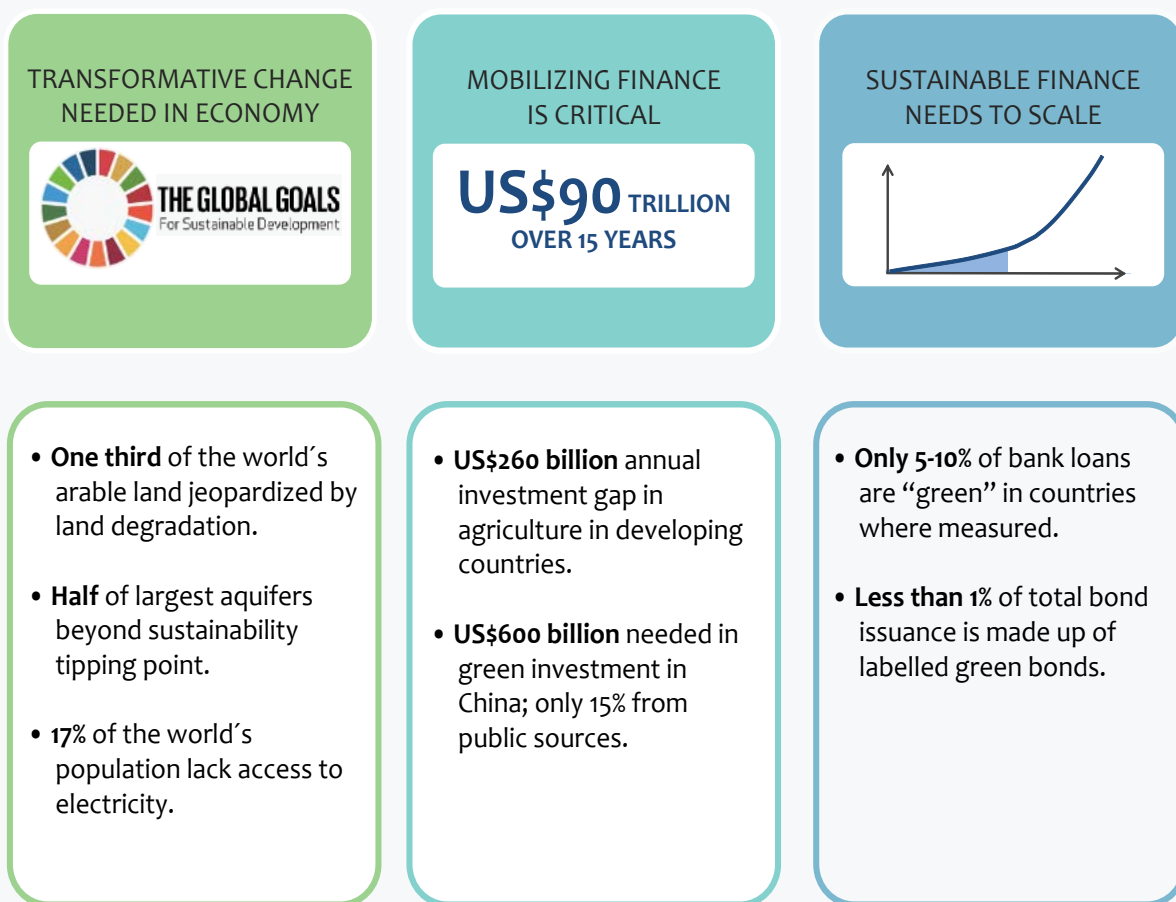 TRANSFORMATIVE CHANGE
NEEDED IN ECONOMY
THE GLOBAL GOALS
For Sustainable Development
MOBILIZING FINANCE
IS CRITICAL
US$90 TRILLION
OVER 15 YEARS
SUSTAINABLE FINANCE
NEEDS TO SCALE
• One third of the world´s
arable land jeopardized by
land degradation.
• Half of largest aquifers
beyond sustainability
tipping point.
• 17% of the world´s
population lack access to
electricity.
• US$260 billion annual
investment gap in
agriculture in developing
countries.
• US$600 billion needed in
green investment in
China; only 15% from
public sources.
• Only 5-10% of bank loans
are “green” in countries
where measured.
• Less than 1% of total bond
issuance is made up of
labelled green bonds.